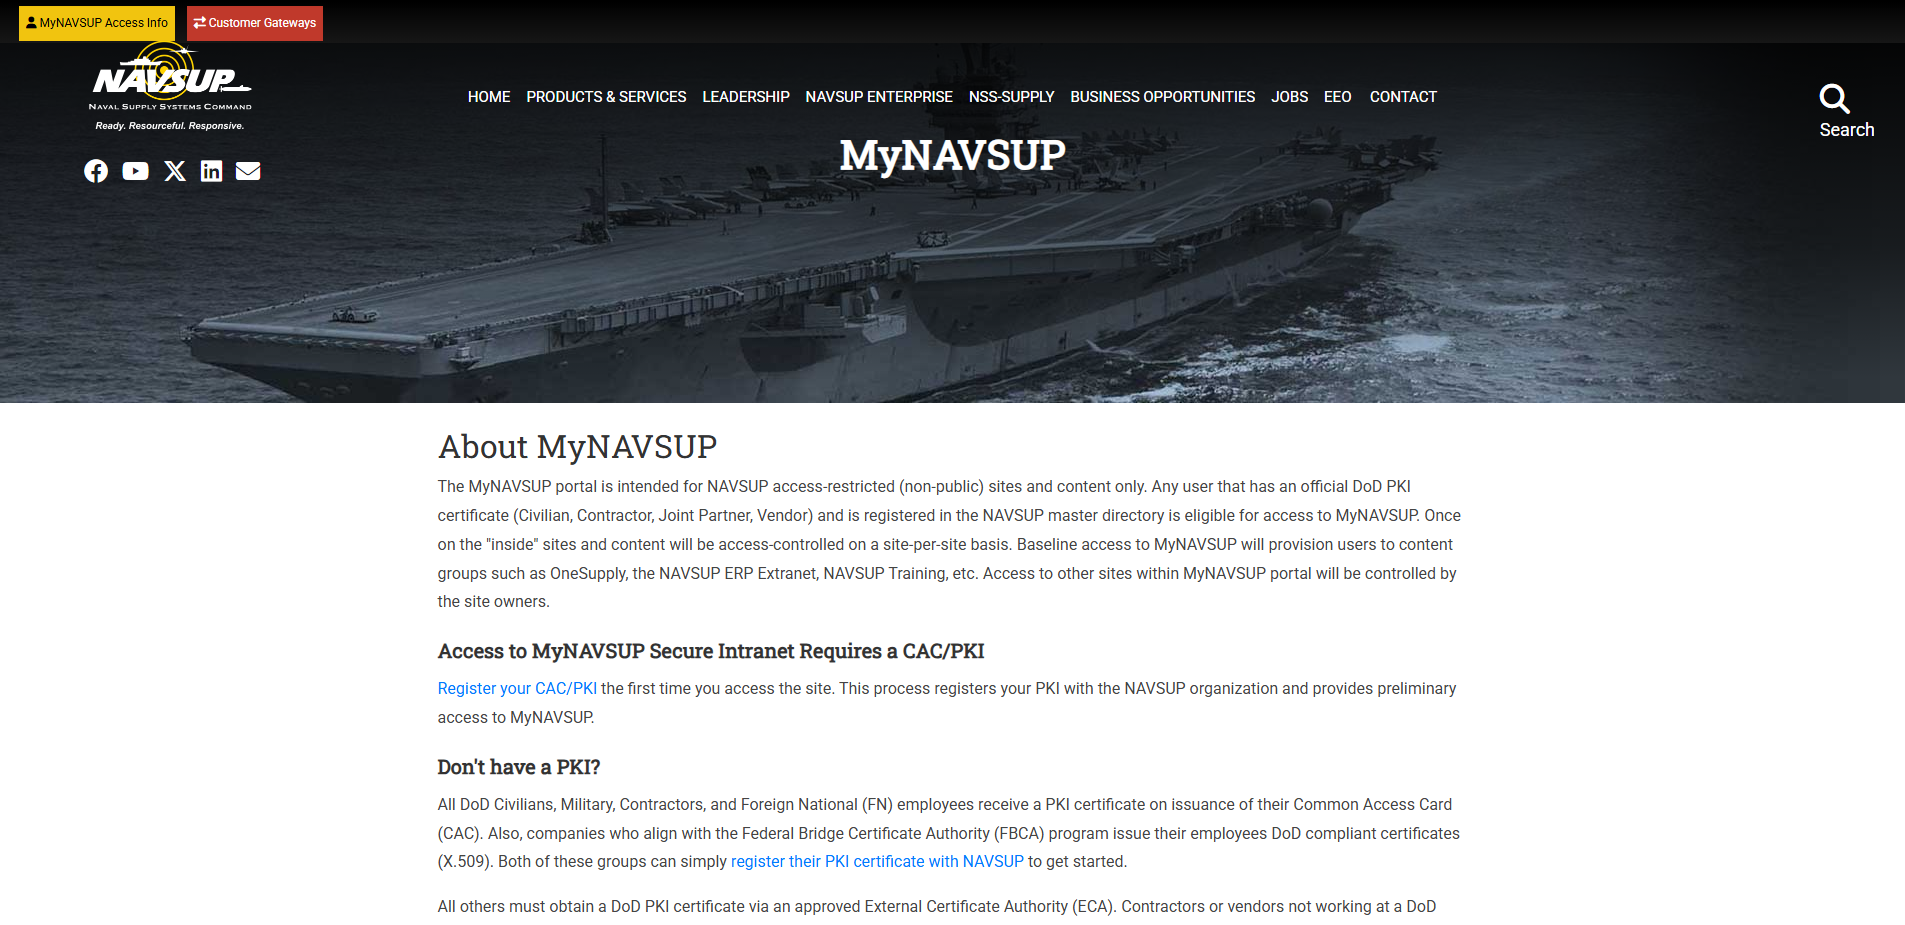 MyNAVSUP Access Info
Customer Gateways
NAVSUP
NAVAL SUPPLY SYSTEMS COMMAND
Ready. Resourceful. Responsive.
HOME PRODUCTS & SERVICES LEADERSHIP NAVSUP ENTERPRISE NSS-SUPPLY BUSINESS OPPORTUNITIES JOBS EEO CONTACT
Search
MyNAVSUP
About MyNAVSUP
The MyNAVSUP portal is intended for NAVSUP access-restricted (non-public) sites and content only. Any user that has an official DoD PKI
certificate (Civilian, Contractor, Joint Partner, Vendor) and is registered in the NAVSUP master directory is eligible for access to MyNAVSUP. Once
on the "inside" sites and content will be access-controlled on a site-per-site basis. Baseline access to MyNAVSUP will provision users to content
groups such as OneSupply, the NAVSUP ERP Extranet, NAVSUP Training, etc. Access to other sites within MyNAVSUP portal will be controlled by
the site owners.
Access to MyNAVSUP Secure Intranet Requires a CAC/PKI
Register your CAC/PKI the first time you access the site. This process registers your PKI with the NAVSUP organization and provides preliminary
access to MyNAVSUP.
Don't have a PKI?
All DoD Civilians, Military, Contractors, and Foreign National (FN) employees receive a PKI certificate on issuance of their Common Access Card
(CAC). Also, companies who align with the Federal Bridge Certificate Authority (FBCA) program issue their employees DoD compliant certificates
(X.509). Both of these groups can simply register their PKI certificate with NAVSUP to get started.
All others must obtain a DoD PKI certificate via an approved External Certificate Authority (ECA). Contractors or vendors not working at a DoD